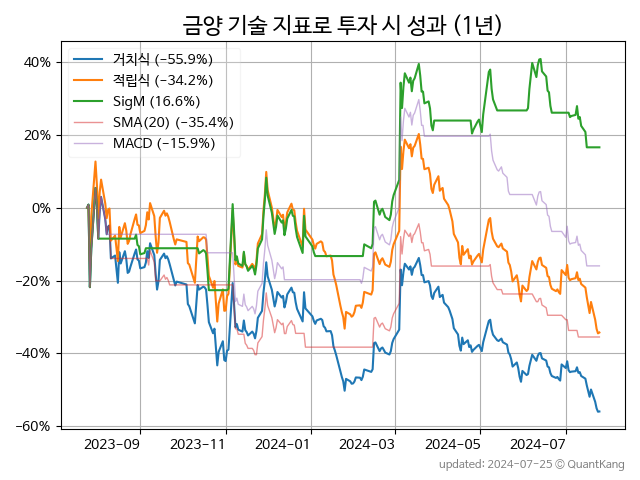 금양 기술 지표로 투자 시 성과 (1년)
거치식 (−55.9%)
적립식 (−34.2%)
SigM (16.6%)
SMA(20) (−35.4%)
MACD (−15.9%)
40%
20%
0%
−20%
−40%
−60%
2023-09
2023-11
2024-01
2024-03
2024-05
2024-07
updated: 2024-07-25 © QuantKang